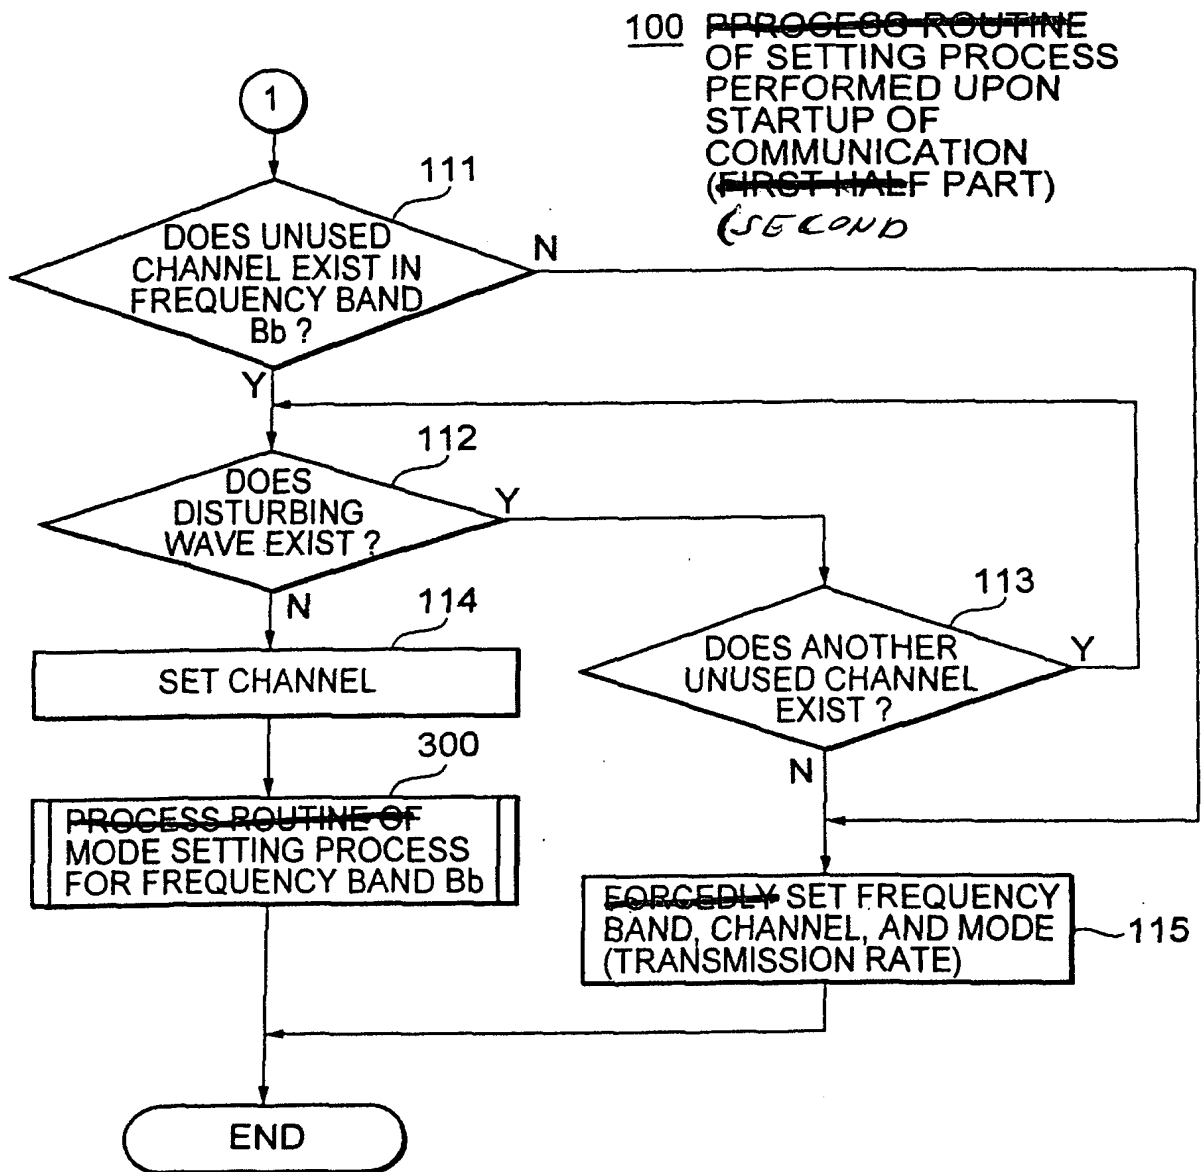 100 PPROCESS ROUTINE
OF SETTING PROCESS
PERFORMED UPON
STARTUP OF
COMMUNICATION
(FIRST HALF PART)
(SECOND
1
111
DOES UNUSED
CHANNEL EXIST IN
FREQUENCY BAND
Bb ?
N
Y
112
DOES
DISTURBING
WAVE EXIST ?
Y
N
113
DOES ANOTHER
UNUSED CHANNEL
EXIST ?
Y
N
114
SET CHANNEL
300
PROCESS ROUTINE OF
MODE SETTING PROCESS
FOR FREQUENCY BAND Bb
FORCEDLY SET FREQUENCY
BAND, CHANNEL, AND MODE
(TRANSMISSION RATE)
115
END